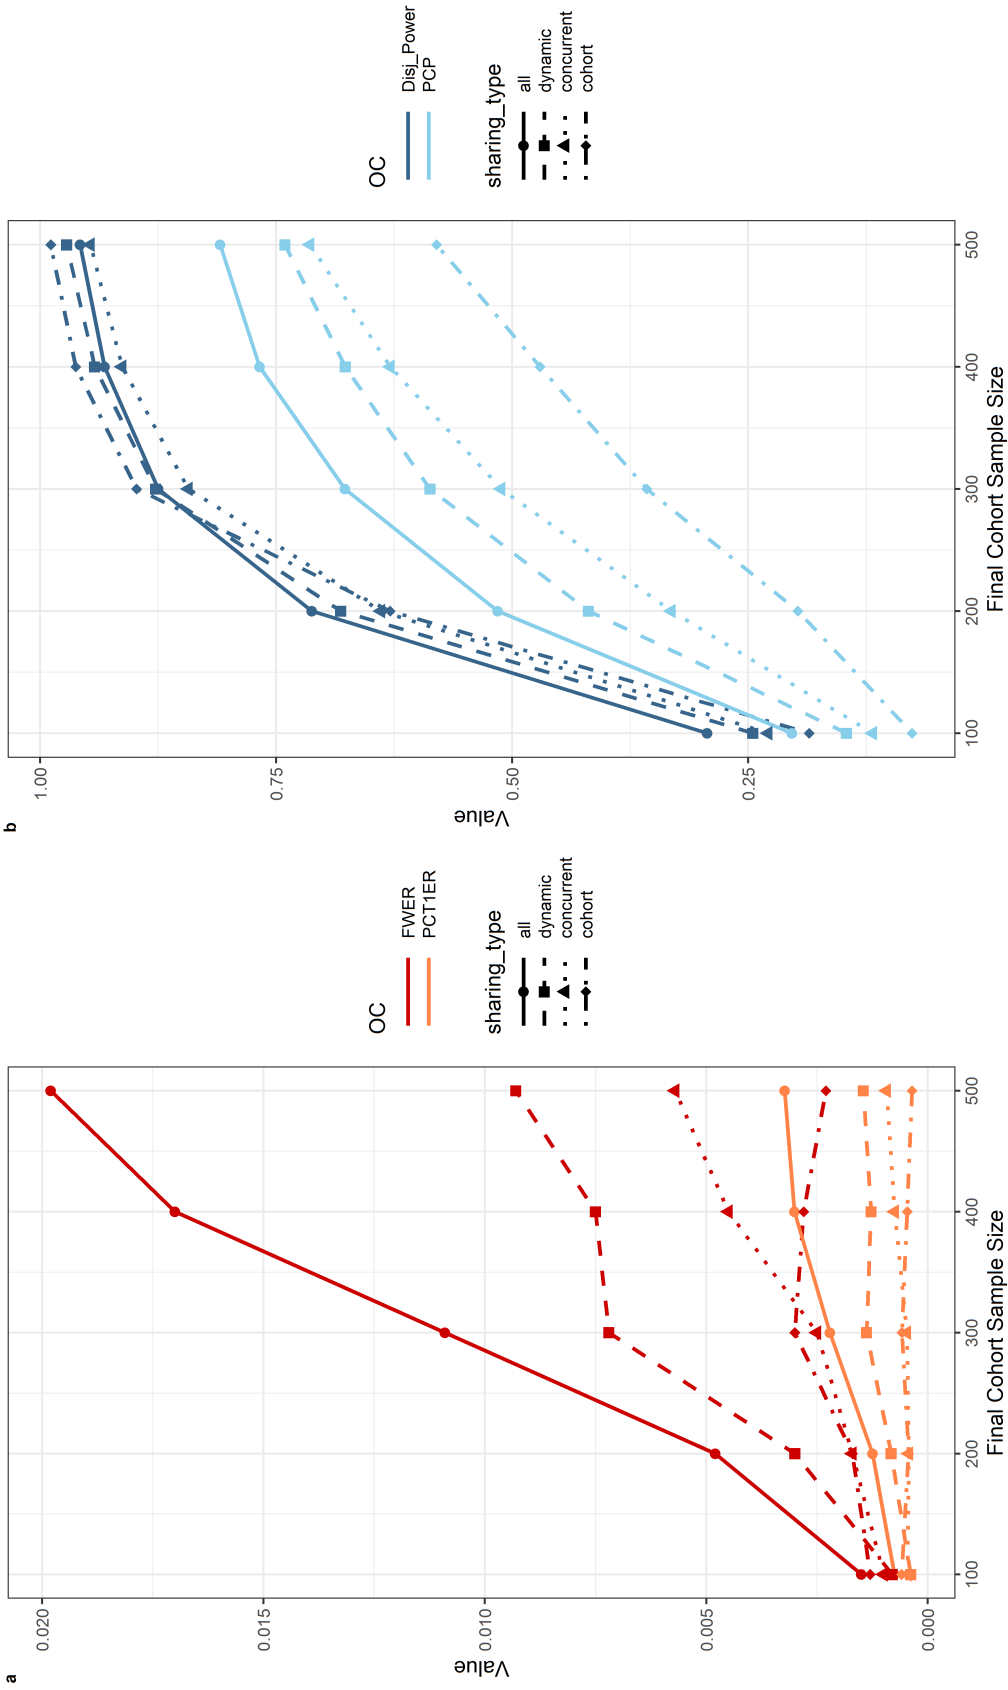 a
Value
0.020
0.015
0.010
0.005
0.000
100
200
300
400
500
Final Cohort Sample Size
OC
FWER
PCT1ER
sharing_type
all
dynamic
concurrent
cohort
b
Value
1.00
0.75
0.50
0.25
100
200
300
400
500
Final Cohort Sample Size
OC
Disj_Power
PCP
sharing_type
all
dynamic
concurrent
cohort